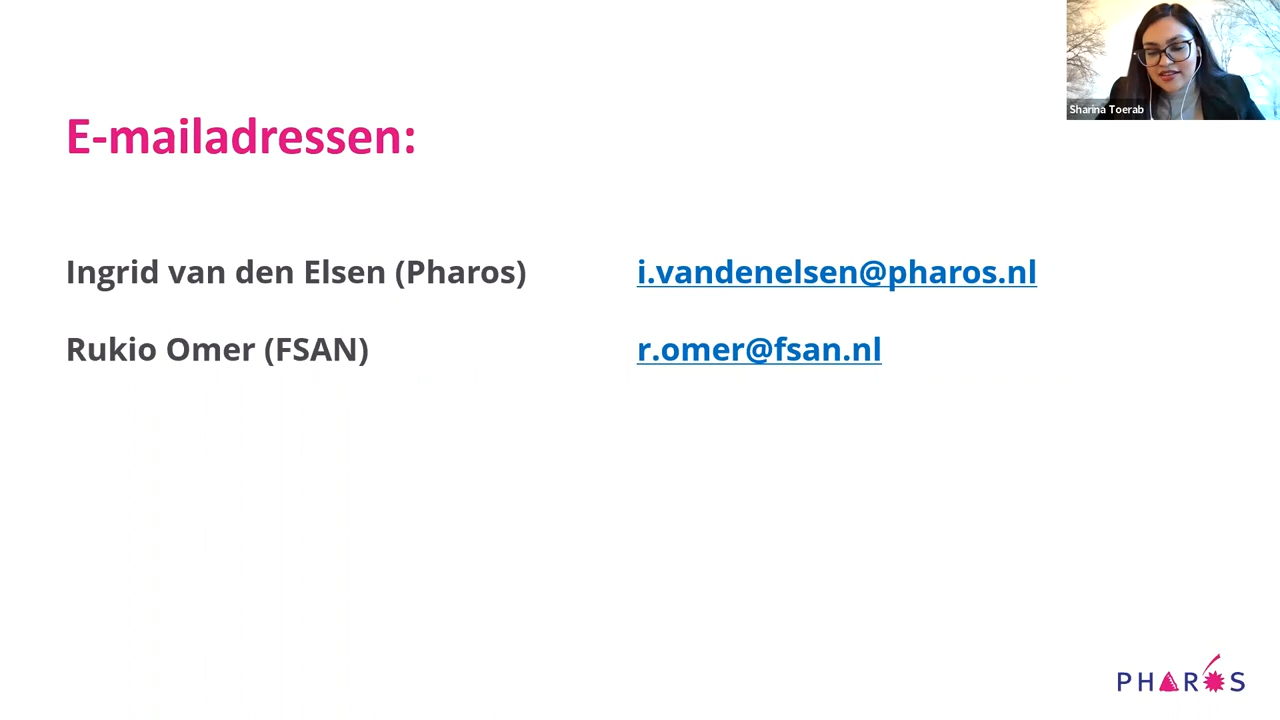 Sharina Toerab
E-mailadressen:
Ingrid van den Elsen (Pharos) i.vandenelsen@pharos.nl
Rukio Omer (FSAN) r.omer@fsan.nl
PHAROS